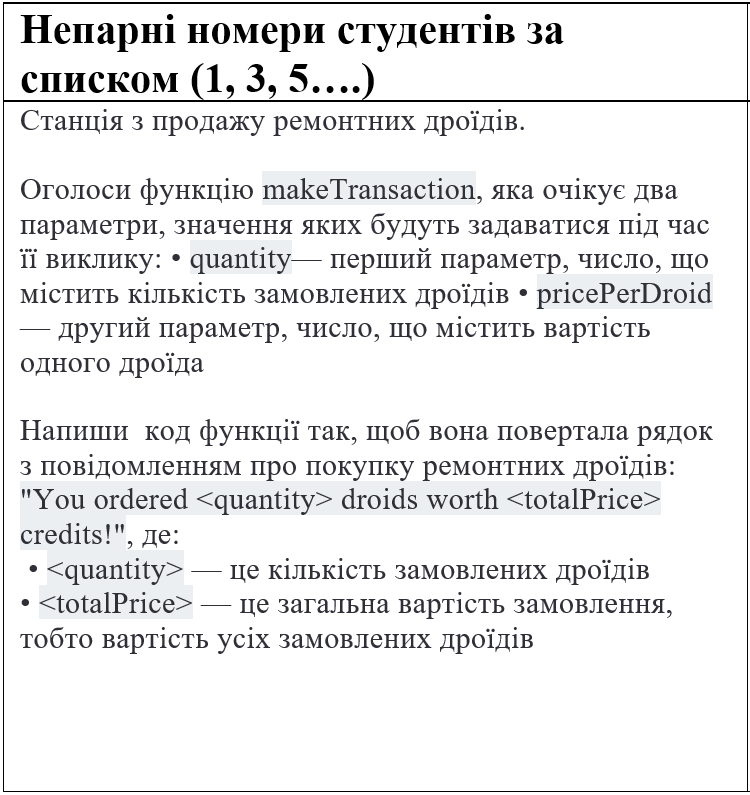 Непарні номери студентів за
списком (1, 3, 5….)
Станція з продажу ремонтних дроїдів.
Оголоси функцію makeTransaction, яка очікує два
параметри, значення яких будуть задаватися під час
її виклику: • quantity— перший параметр, число, що
містить кількість замовлених дроїдів • pricePerDroid
— другий параметр, число, що містить вартість
одного дроїда
Напиши  код функції так, щоб вона повертала рядок
з повідомленням про покупку ремонтних дроїдів:
"You ordered <quantity> droids worth <totalPrice>
credits!", де:
• <quantity> — це кількість замовлених дроїдів
• <totalPrice> — це загальна вартість замовлення,
тобто вартість усіх замовлених дроїдів